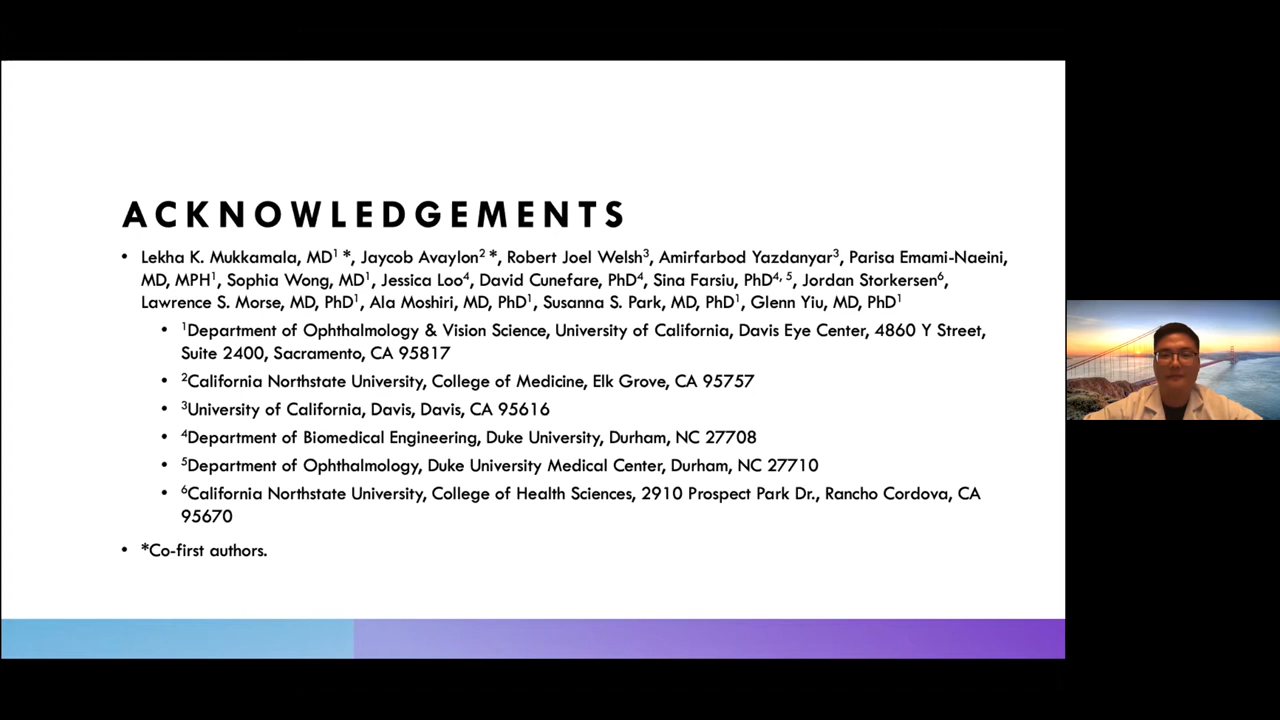 ACKNOWLEDGEMENTS
• Lekha K. Mukkamala, MD¹ *, Jaycob Avaylon² *, Robert Joel Welsh³, Amirfarbod Yazdanyar³, Parisa Emami-Naeini,
MD, MPH¹, Sophia Wong, MD¹, Jessica Loo⁴, David Cunefare, PhD⁴, Sina Farsiu, PhD⁴, ⁵, Jordan Storkersen⁶,
Lawrence S. Morse, MD, PhD¹, Ala Moshiri, MD, PhD¹, Susanna S. Park, MD, PhD¹, Glenn Yiu, MD, PhD¹
• ¹Department of Ophthalmology & Vision Science, University of California, Davis Eye Center, 4860 Y Street,
Suite 2400, Sacramento, CA 95817
• ²California Northstate University, College of Medicine, Elk Grove, CA 95757
• ³University of California, Davis, Davis, CA 95616
• ⁴Department of Biomedical Engineering, Duke University, Durham, NC 27708
• ⁵Department of Ophthalmology, Duke University Medical Center, Durham, NC 27710
• ⁶California Northstate University, College of Health Sciences, 2910 Prospect Park Dr., Rancho Cordova, CA
95670
• *Co-first authors.